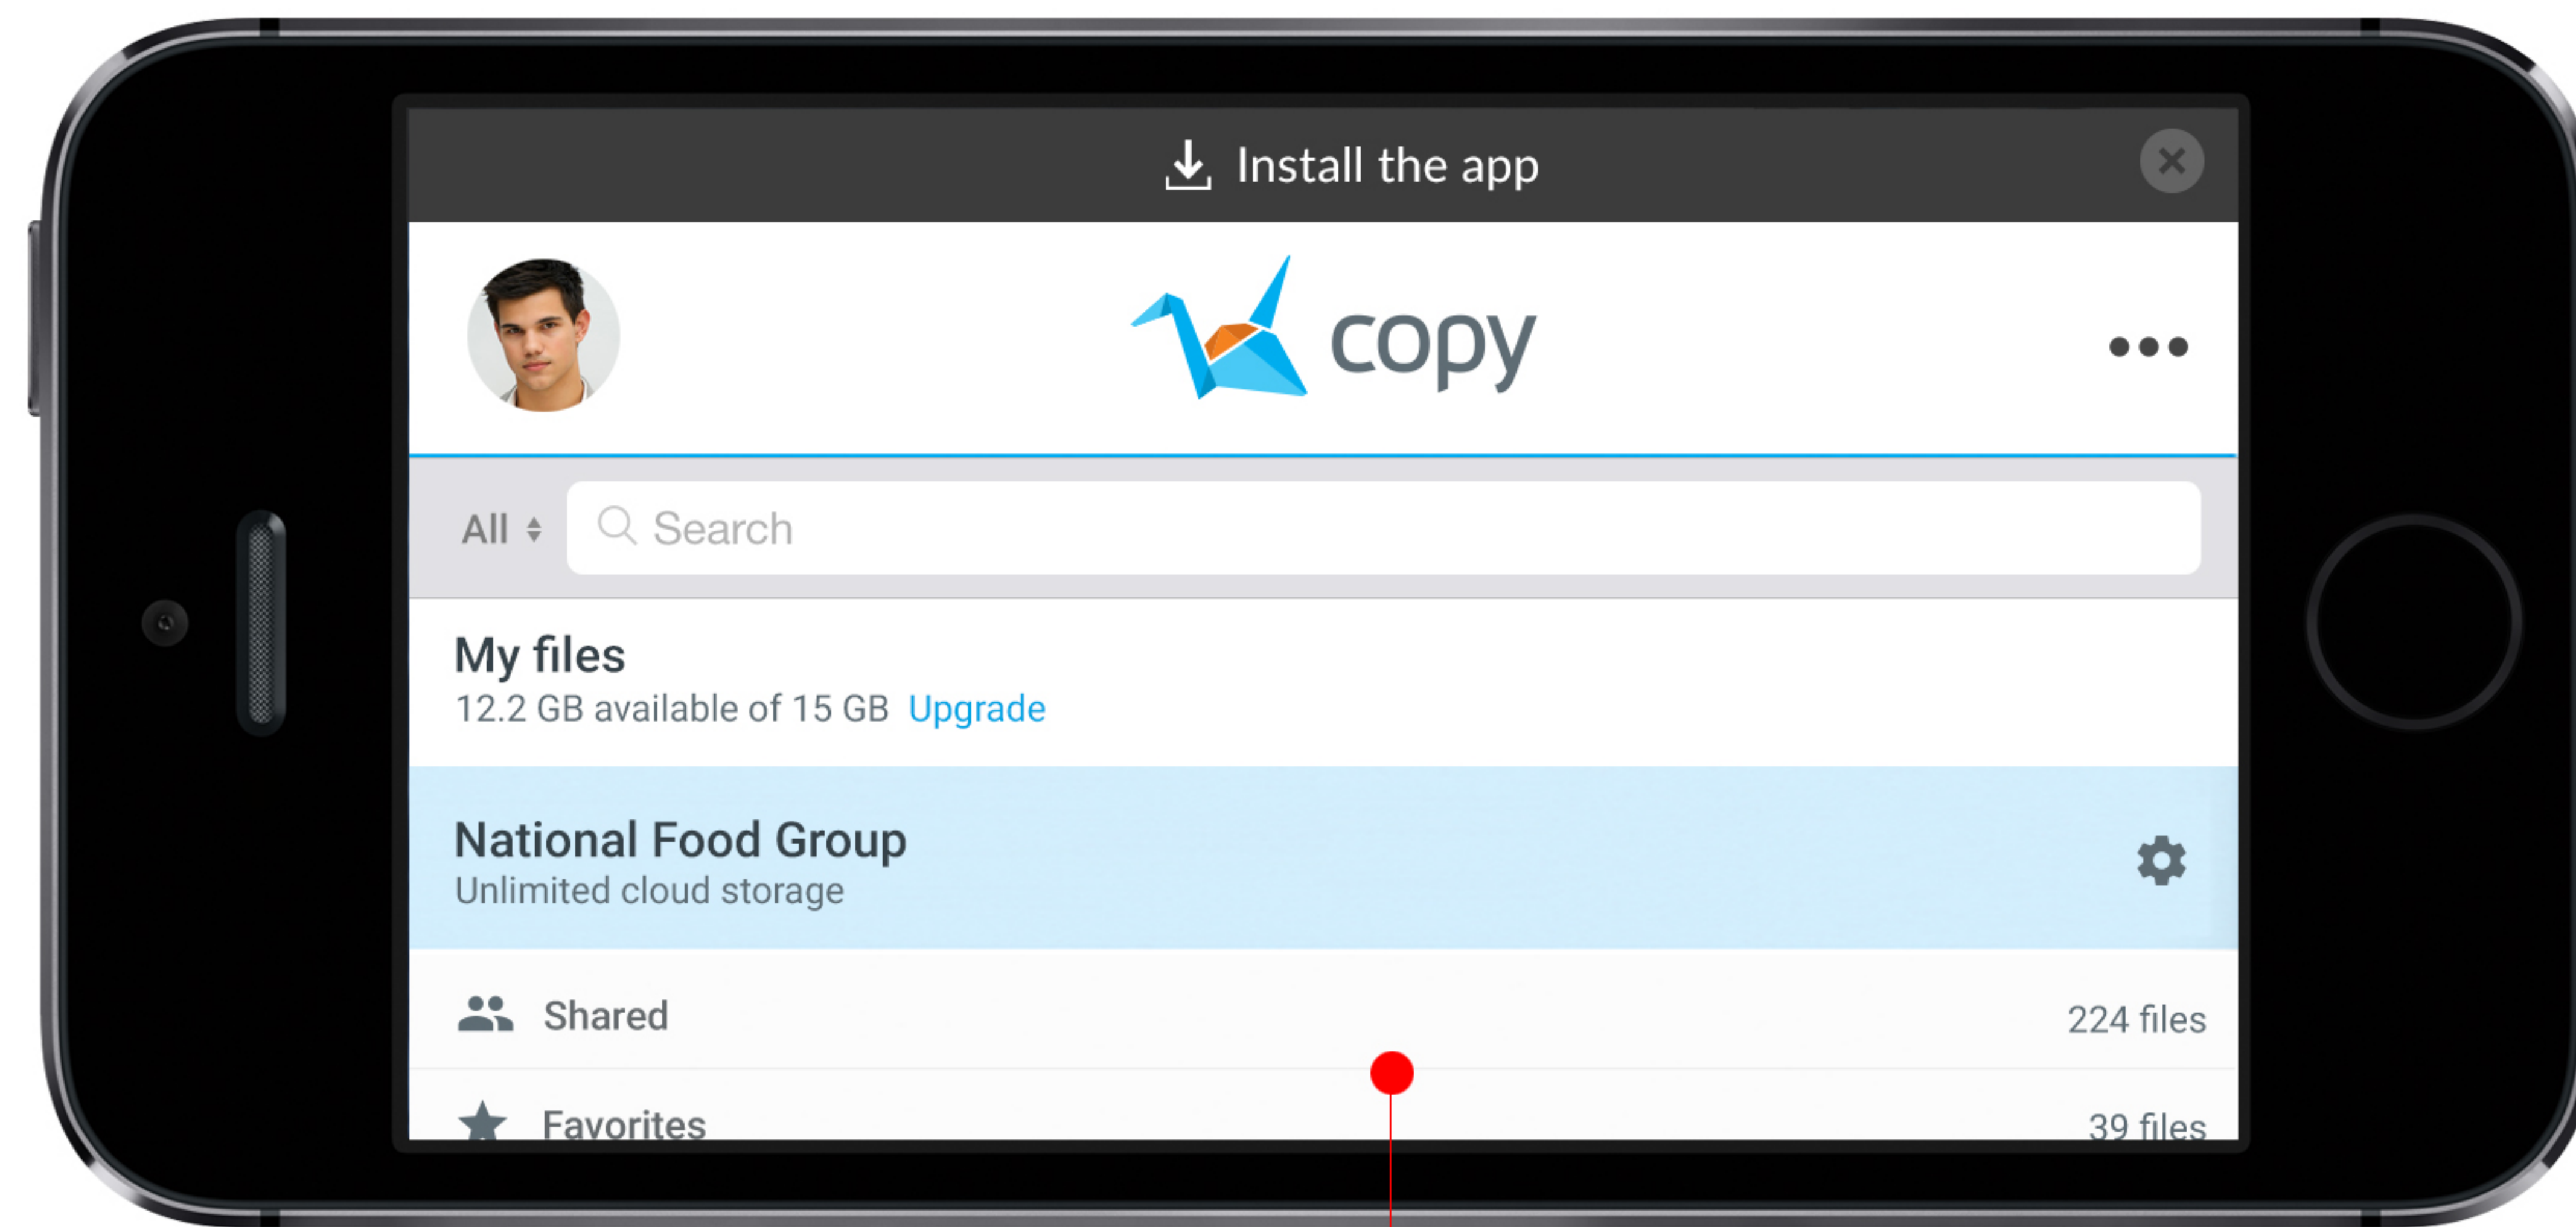 Install the app
copy
All
Search
My files
12.2 GB available of 15 GB Upgrade
National Food Group
Unlimited cloud storage
Shared
224 files
Favorites
39 files